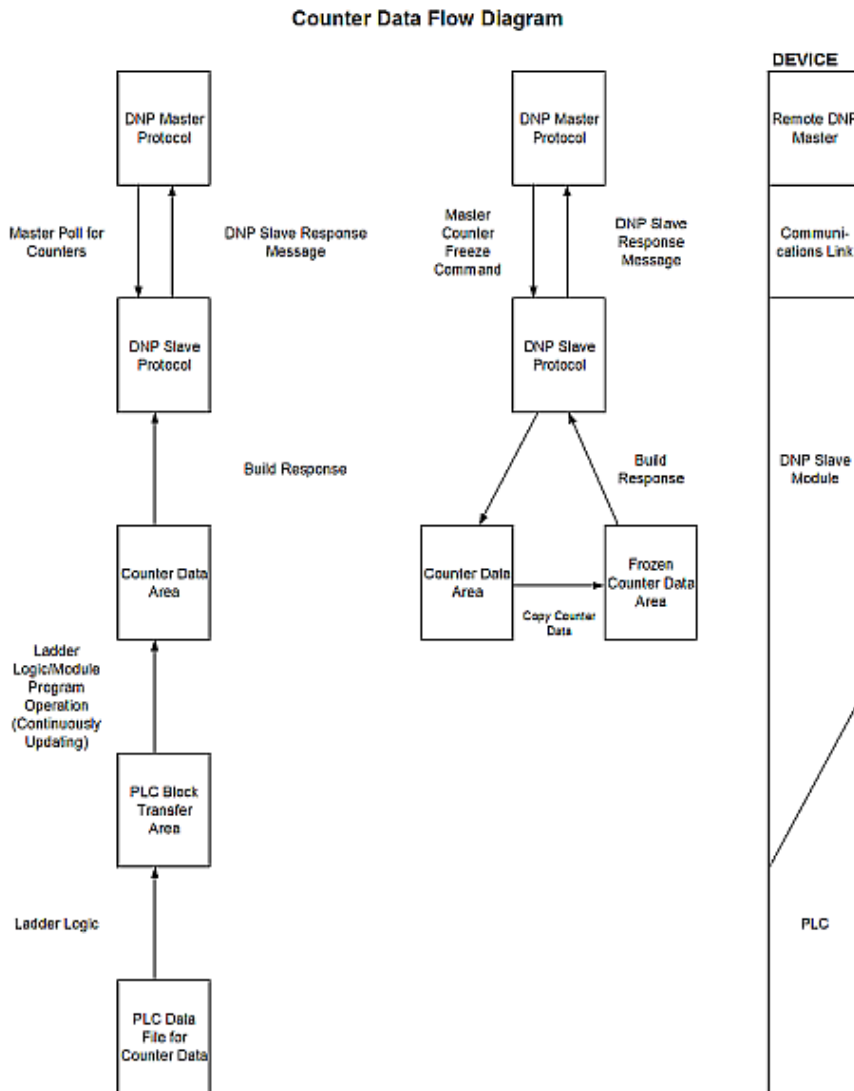 Counter Data Flow Diagram
DEVICE
DNP Master
Protocol
DNP Master
Protocol
Remote DNP
Master
Master Poll for
Counters
DNP Slave Response
Message
Master
Counter
Freeze
Command
DNP Slave
Response
Message
Communi-
cations Link
DNP Slave
Protocol
DNP Slave
Protocol
Build Response
Build
Response
DNP Slave
Module
Counter Data
Area
Counter Data
Area
Copy Counter
Data
Frozen
Counter Data
Area
Ladder
Logic/Module
Program
Operation
(Continuously
Updating)
PLC Block
Transfer
Area
Ladder Logic
PLC
PLC Data
File for
Counter Data